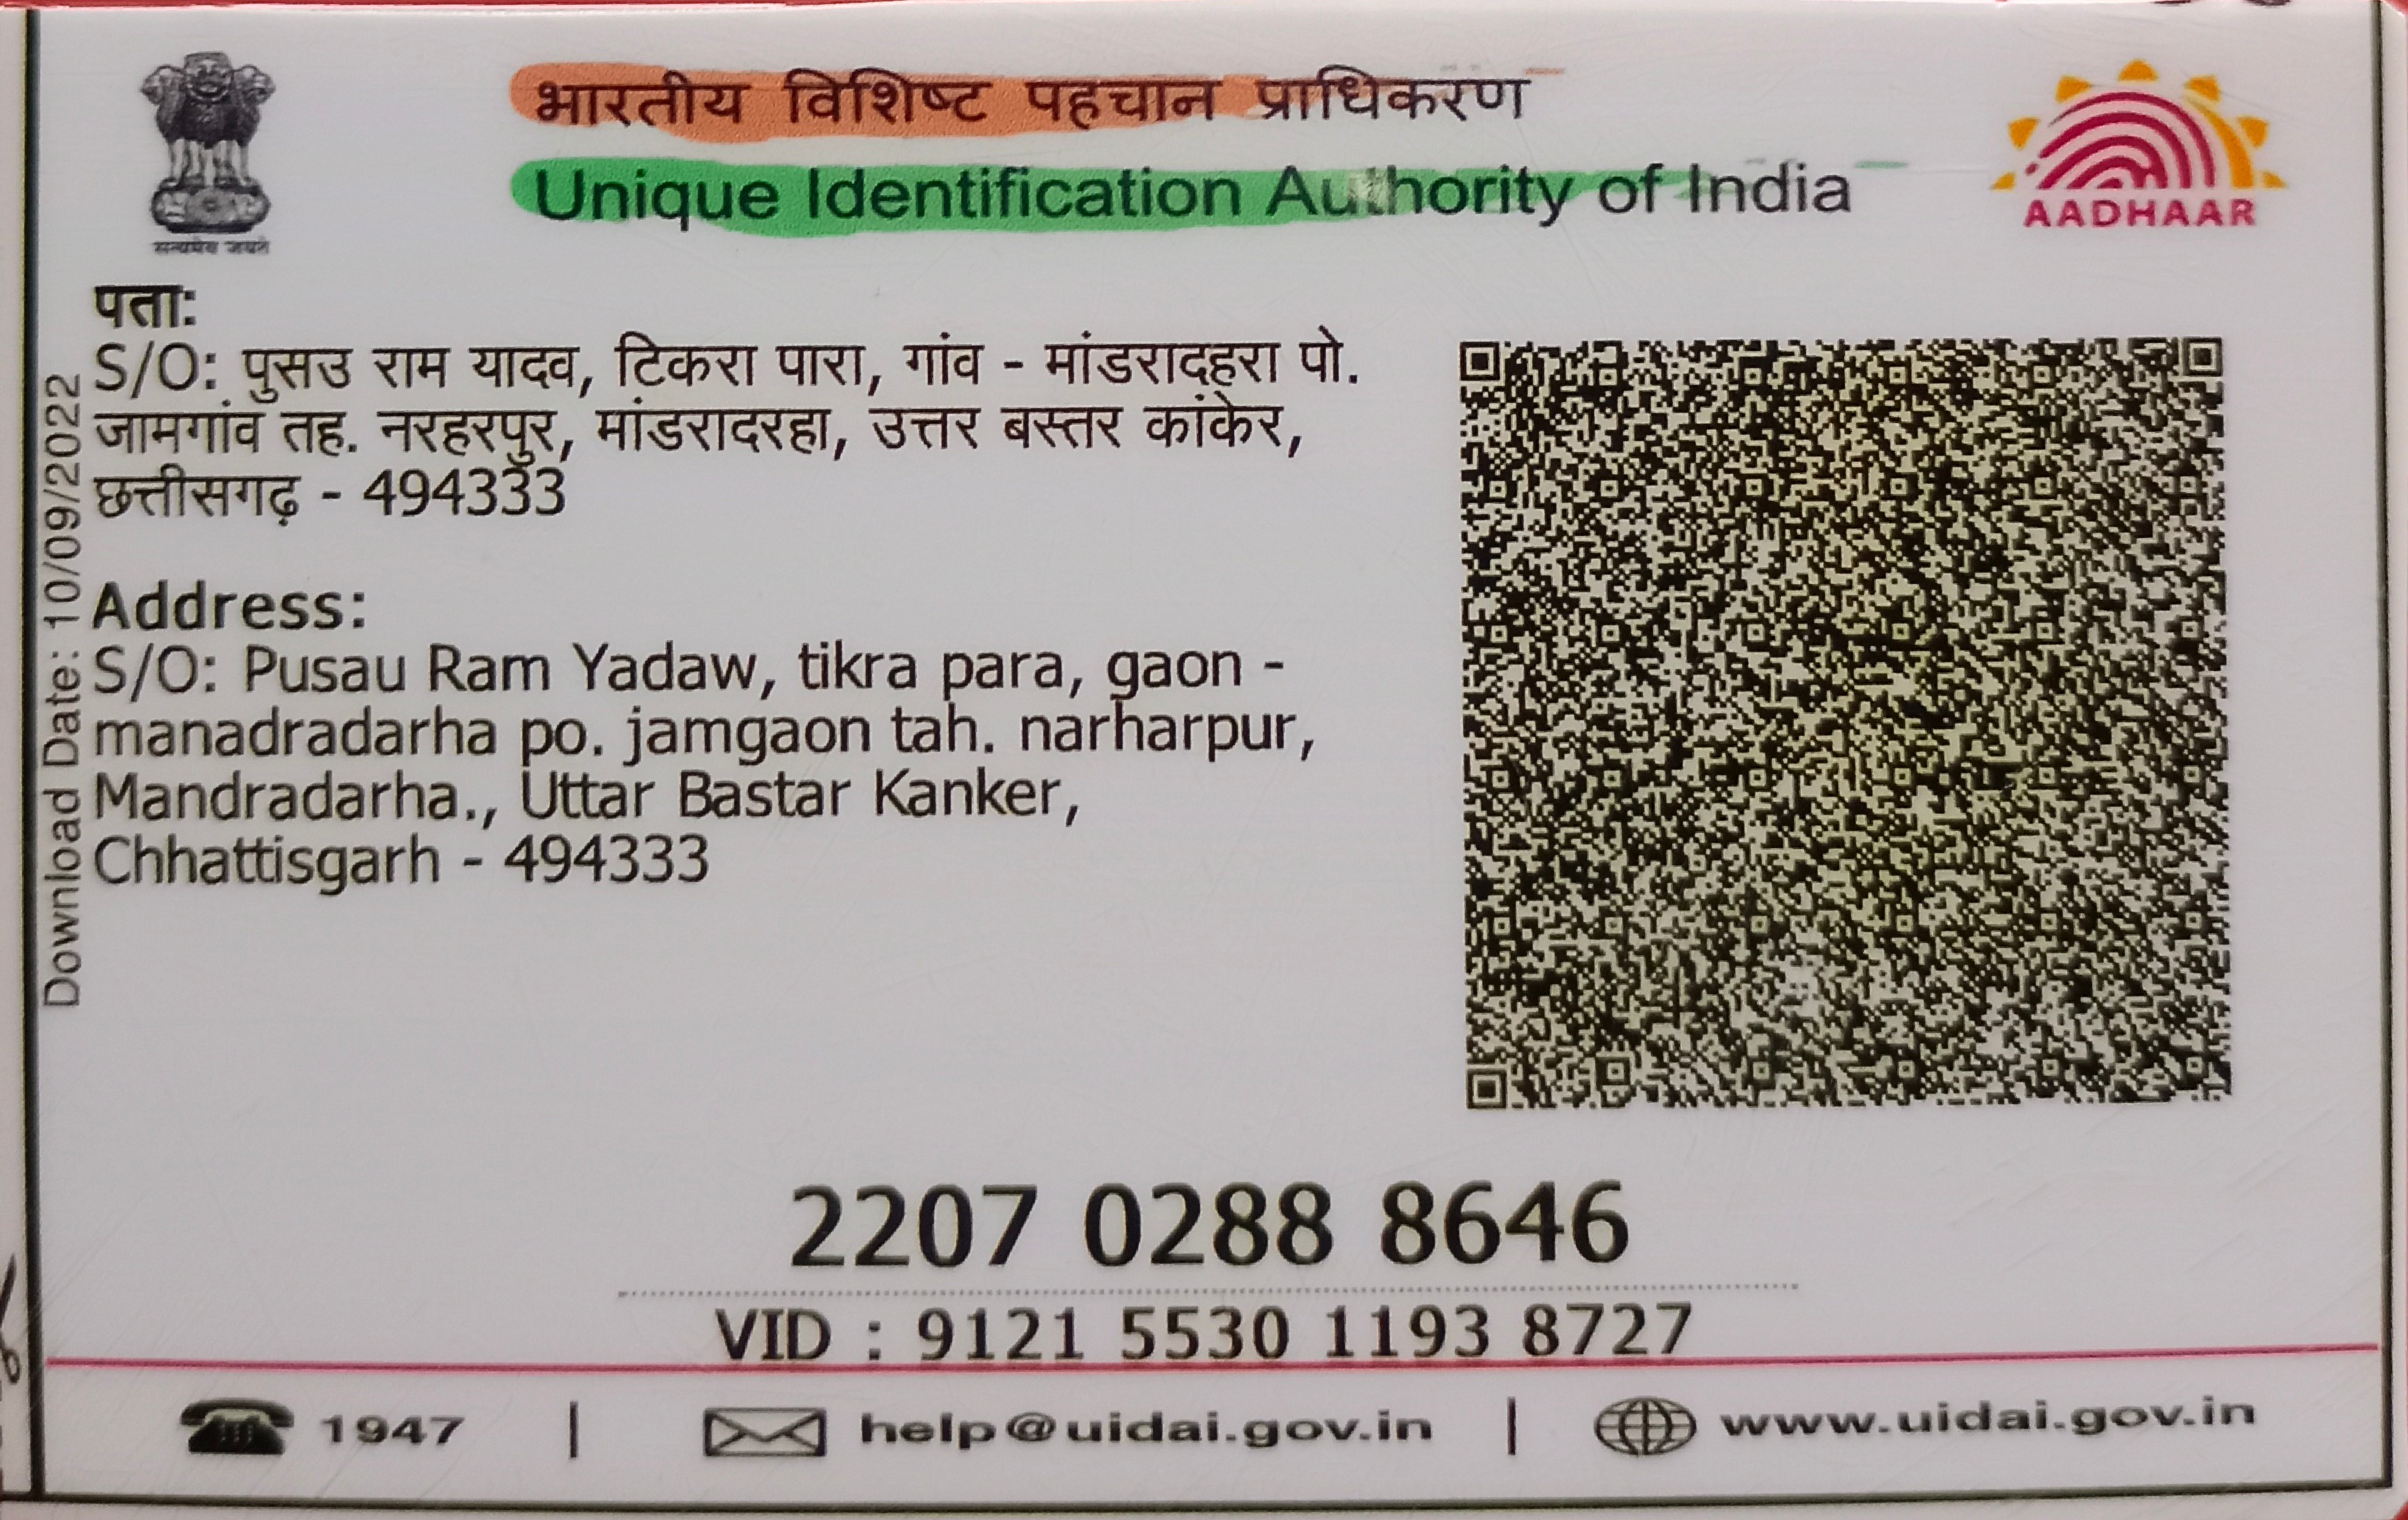 भारतीय विशिष्ट पहचान प्राधिकरण
Unique Identification Authority of India
सत्यमेव जयते
AADHAAR
पता:
S/O: पुसउ राम यादव, टिकरा पारा, गांव - मांडरादहरा पो.
जामगांव तह. नरहरपुर, मांडरादरहा, उत्तर बस्तर कांकेर,
छत्तीसगढ़ - 494333
Download Date: 10/09/2022
Address:
S/O: Pusau Ram Yadaw, tikra para, gaon -
manadradarha po. jamgaon tah. narharpur,
Mandradarha., Uttar Bastar Kanker,
Chhattisgarh - 494333
2207 0288 8646
VID : 9121 5530 1193 8727
1947 | help@uidai.gov.in | www.uidai.gov.in